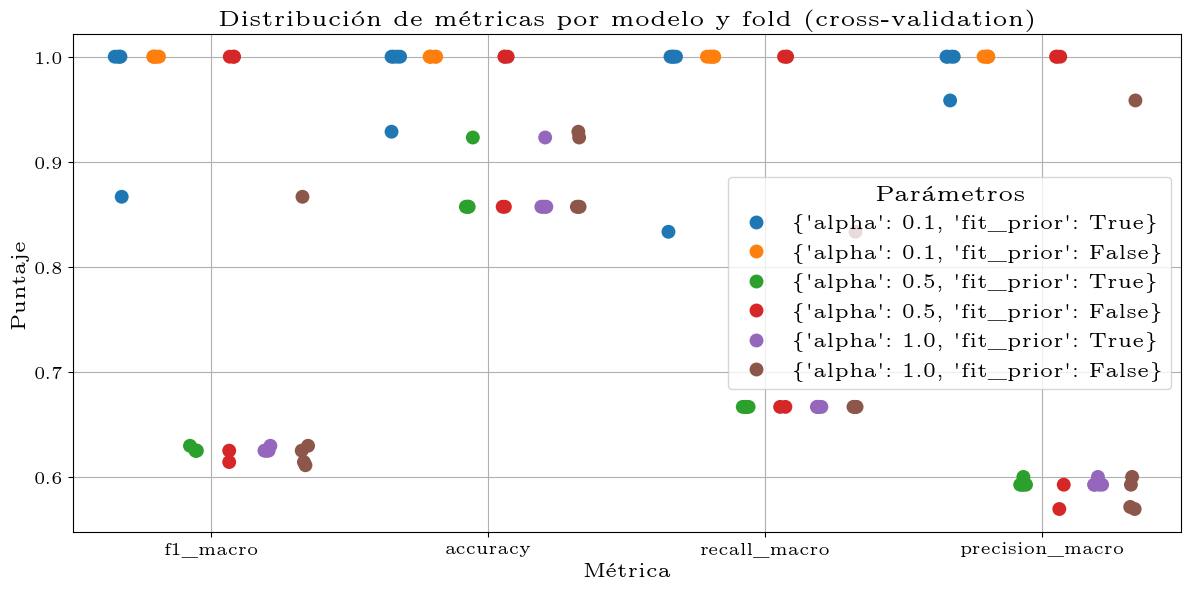 Distribución de métricas por modelo y fold (cross-validation)
Puntaje
1.0
0.9
0.8
0.7
0.6
Parámetros
{'alpha': 0.1, 'fit_prior': True}
{'alpha': 0.1, 'fit_prior': False}
{'alpha': 0.5, 'fit_prior': True}
{'alpha': 0.5, 'fit_prior': False}
{'alpha': 1.0, 'fit_prior': True}
{'alpha': 1.0, 'fit_prior': False}
f1_macro
accuracy
recall_macro
precision_macro
Métrica